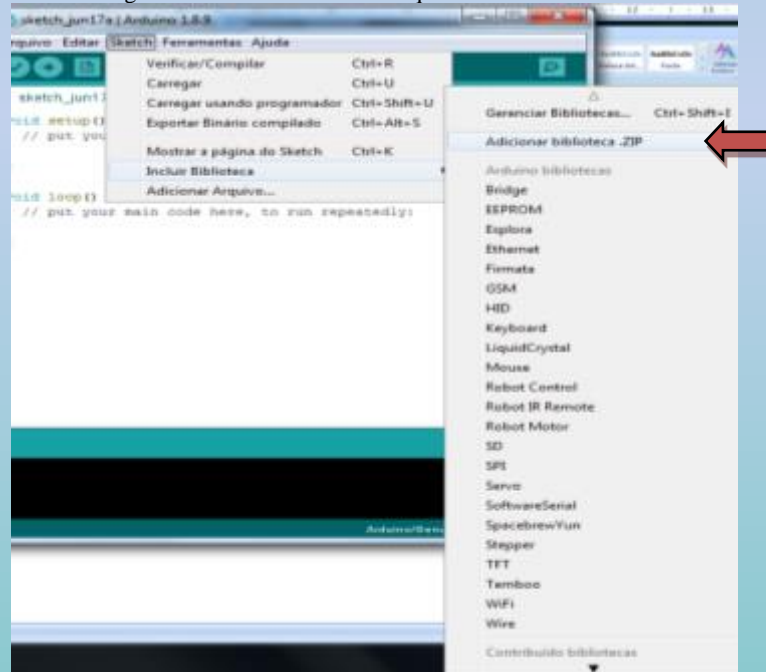 sketch_jun17a | Arduino 1.8.9
rquivo Editar Sketch Ferramentas Ajuda
sketch_jun1
oid setup()
// put you
oid loop()
// put your main code here, to run repeatedly:
Verificar/Compilar Ctrl+R
Carregar Ctrl+U
Carregar usando programador Ctrl+Shift+U
Exportar Binário compilado Ctrl+Alt+S
Mostrar a página do Sketch Ctrl+K
Incluir Biblioteca
Adicionar Arquivo...
Gerenciar Bibliotecas... Ctrl+Shift+I
Adicionar biblioteca .ZIP
Arduino bibliotecas
Bridge
EEPROM
Esplora
Ethernet
Firmata
GSM
HID
Keyboard
LiquidCrystal
Mouse
Robot Control
Robot IR Remote
Robot Motor
SD
SPI
Servo
SoftwareSerial
SpacebrewYun
Stepper
TFT
Temboo
WiFi
Wire
Contribuído bibliotecas